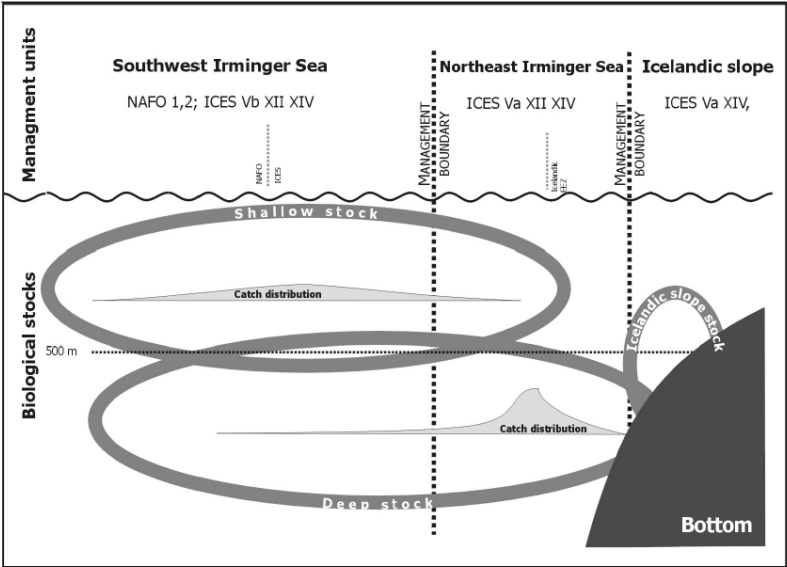 Managment units
Southwest Irminger Sea
NAFO 1,2; ICES Vb XII XIV
NAFO
ICES
MANAGEMENT
BOUNDARY
Northeast Irminger Sea
ICES Va XII XIV
Icelandk
EEZ
MANAGEMENT
BOUNDARY
Icelandic slope
ICES Va XIV,
Biological stocks
Shallow stock
Catch distribution
500 m
Icelandic slope stock
Catch distribution
Deep stock
Bottom